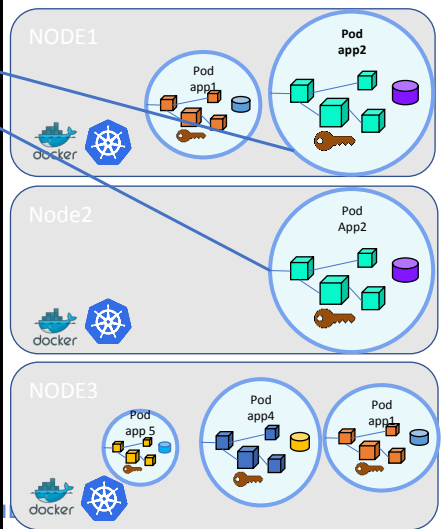 NODE1
Pod
app1
Pod
app2
docker
Node2
Pod
App2
docker
NODE3
Pod
app 5
Pod
app4
Pod
app1
docker